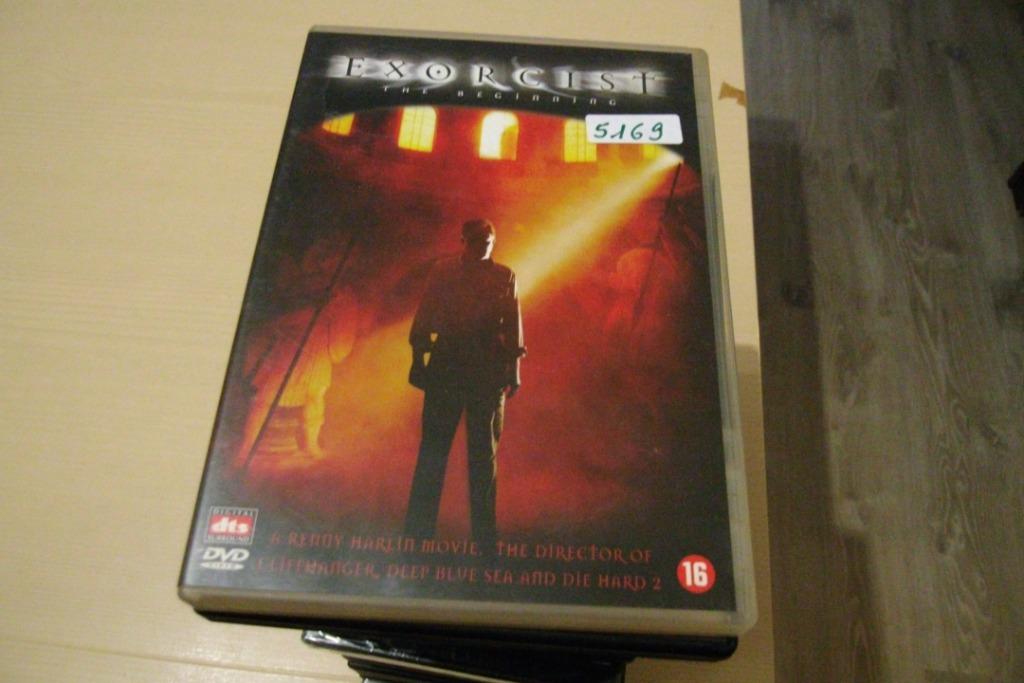 EXORCIST
THE BEGINNING
5169
DIGITAL
dts
SURROUND
DVD
VIDEO
A RENNY HARLIN MOVIE, THE DIRECTOR OF
CLIFFHANGER, DEEP BLUE SEA AND DIE HARD 2
16